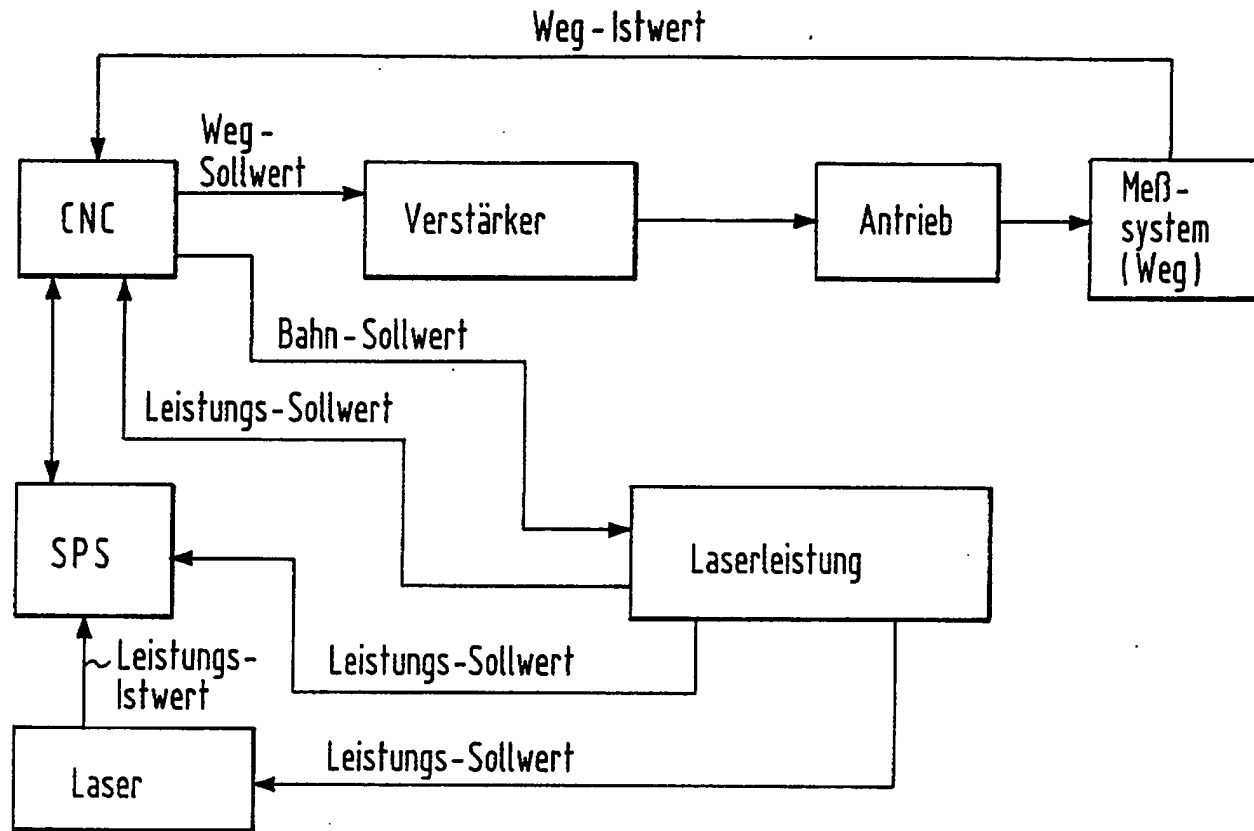 Weg-Istwert
Weg-
Sollwert
CNC
Verstärker
Antrieb
Meß-
system
(Weg)
Bahn-Sollwert
Leistungs-Sollwert
SPS
Laserleistung
Leistungs-
Istwert
Leistungs-Sollwert
Leistungs-Sollwert
Laser